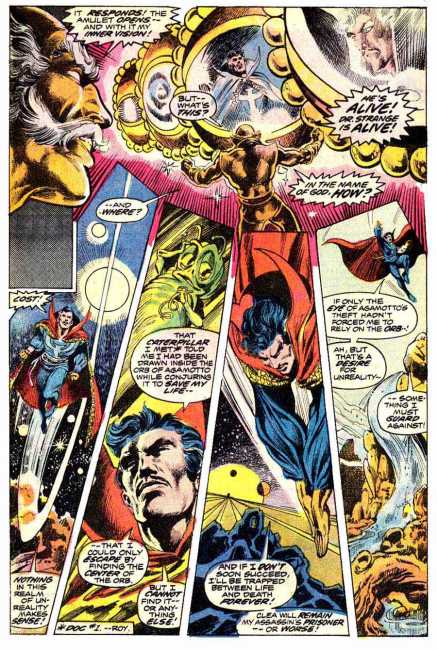 IT RESPONDS! THE
AMULET OPENS--
AND WITH IT MY
INNER VISION!
BUT--
WHAT'S
THIS?
HE'S
ALIVE!
DR. STRANGE
IS ALIVE!
IN THE NAME
OF GOD, HOW?
--AND
WHERE?
LOST!
NOTHING
IN THIS
REALM
OF UN-
REALITY
MAKES
SENSE!
THAT
CATERPILLAR
I MET* TOLD
ME I HAD BEEN
DRAWN INSIDE THE
ORB OF AGAMOTTO
WHILE CONJURING
IT TO SAVE MY
LIFE--
--THAT I
COULD ONLY
ESCAPE BY
FINDING THE
CENTER OF
THE ORB.
BUT I
CANNOT
FIND IT--
OR ANY-
THING
ELSE!
*DOC #1. --ROY.
AND IF I DON'T
SOON SUCCEED,
I'LL BE TRAPPED
BETWEEN LIFE
AND DEATH
FOREVER!
CLEA WILL REMAIN
MY ASSASSIN'S PRISONER
--OR WORSE!
IF ONLY THE
EYE OF AGAMOTTO'S
THEFT HADN'T
FORCED ME TO
RELY ON THE ORB--!
AH, BUT
THAT'S A
DESIRE FOR
UNREALITY--
--SOME-
THING I
MUST
GUARD
AGAINST!